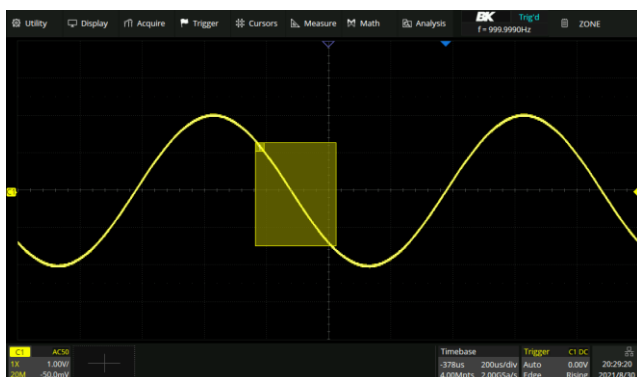 Utility Display Acquire Trigger Cursors Measure Math Analysis BK Trig'd ZONE
f = 999.9990Hz
C1
C1 AC50 Timebase Trigger C1 DC
1X 1.00V/ -378us 200us/div Auto 0.00V 20:29:20
20M -50.0mV 4.00Mpts 2.00GSa/s Edge Rising 2021/8/30